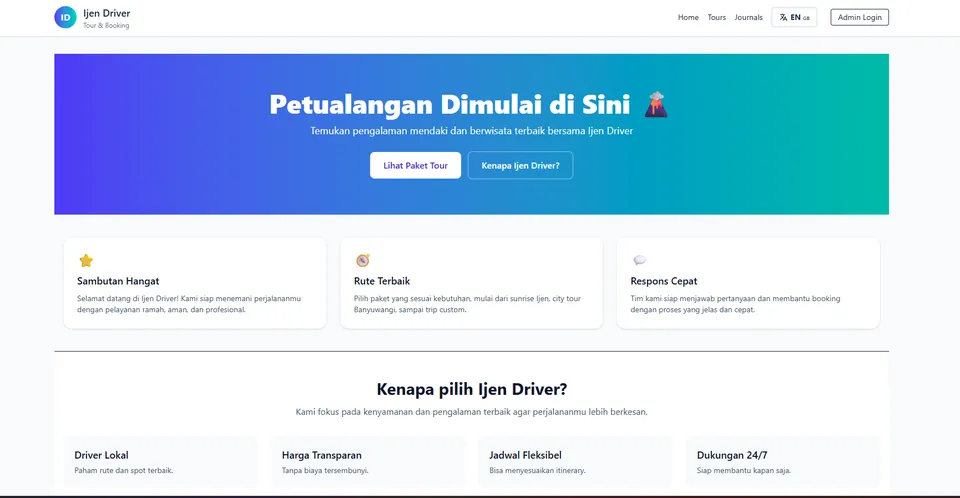 ID
Ijen Driver
Tour & Booking
Home
Tours
Journals
EN GB
Admin Login
Petualangan Dimulai di Sini
Temukan pengalaman mendaki dan berwisata terbaik bersama Ijen Driver
Lihat Paket Tour
Kenapa Ijen Driver?
Sambutan Hangat
Selamat datang di Ijen Driver! Kami siap menemani perjalananmu
dengan pelayanan ramah, aman, dan profesional.
Rute Terbaik
Pilih paket yang sesuai kebutuhan, mulai dari sunrise Ijen, city tour
Banyuwangi, sampai trip custom.
Respons Cepat
Tim kami siap menjawab pertanyaan dan membantu booking
dengan proses yang jelas dan cepat.
Kenapa pilih Ijen Driver?
Kami fokus pada kenyamanan dan pengalaman terbaik agar perjalananmu lebih berkesan.
Driver Lokal
Paham rute dan spot terbaik.
Harga Transparan
Tanpa biaya tersembunyi.
Jadwal Fleksibel
Bisa menyesuaikan itinerary.
Dukungan 24/7
Siap membantu kapan saja.